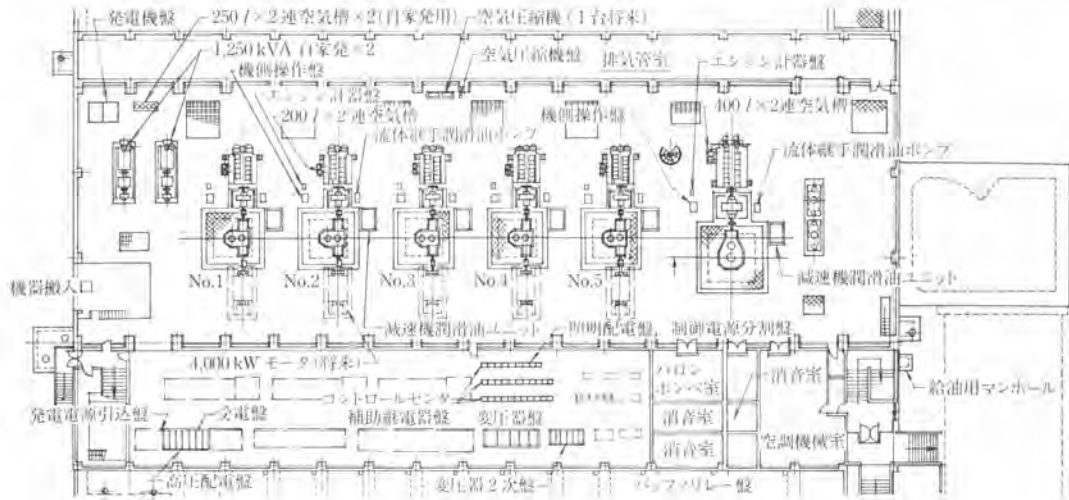 発電機盤
250 l×2連空気槽×2(自家発用)
空気圧縮機(1台将来)
1,250 kVA 自家発×2
機側操作盤
空気圧縮機盤
排気管室
エンジン計器盤
エンジン計器盤
200 l×2連空気槽
機側操作盤
400 l×2連空気槽
流体継手潤滑油ポンプ
流体継手潤滑油ポンプ
No.1
No.2
No.3
No.4
No.5
減速機潤滑油ユニット
機器搬入口
減速機潤滑油ユニット
照明配電盤, 制御電源分割盤
4,000 kW モータ(将来)
ハロン
ボンベ室
消音室
コントロールセンタ
給油用マンホール
発電電源引込盤
受電盤
補助継電器盤
変圧器盤
消音室
消音室
空調機械室
高圧配電盤
変圧器2次盤
バッファリレー盤